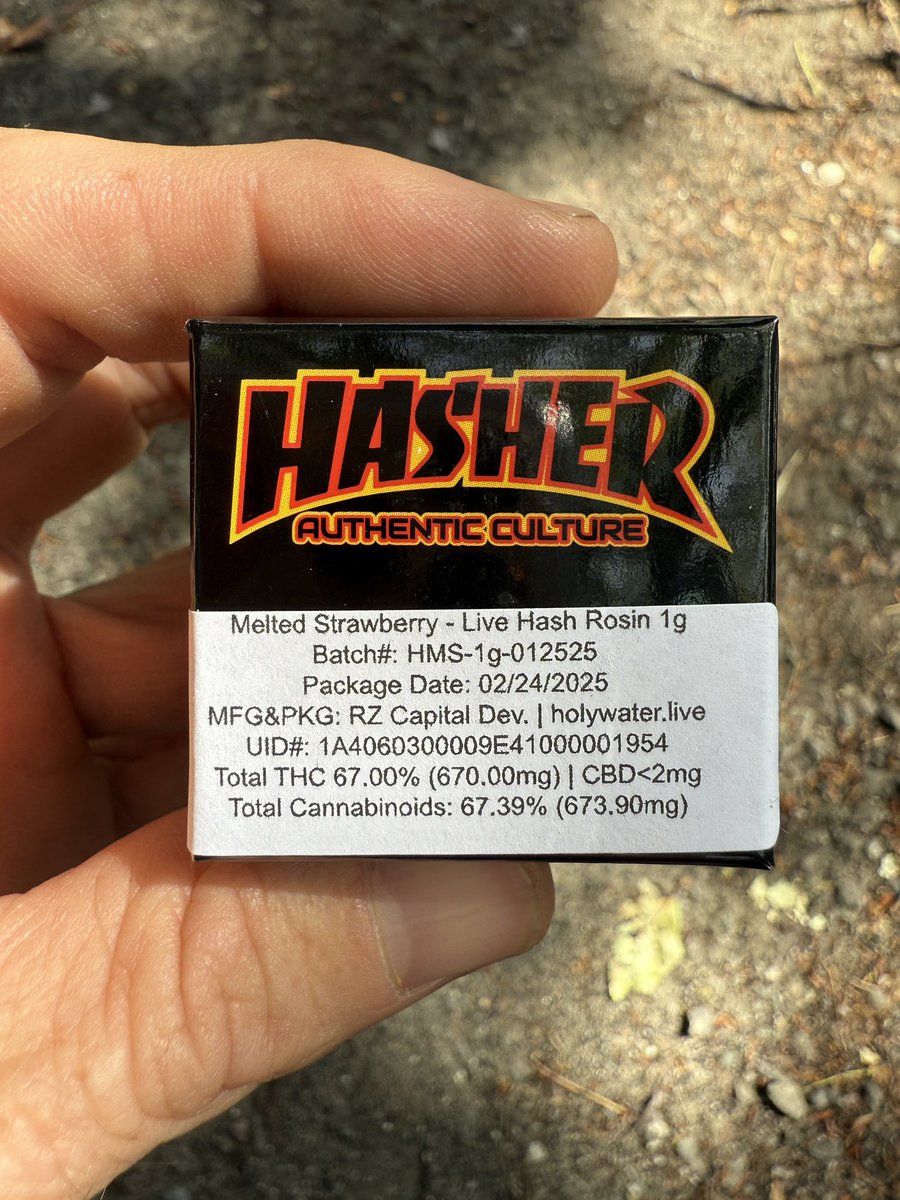 HASHER
AUTHENTIC CULTURE
Melted Strawberry - Live Hash Rosin 1g
Batch#: HMS-1g-012525
Package Date: 02/24/2025
MFG&PKG: RZ Capital Dev. | holywater.live
UID#: 1A4060300009E41000001954
Total THC 67.00% (670.00mg) | CBD<2mg
Total Cannabinoids: 67.39% (673.90mg)